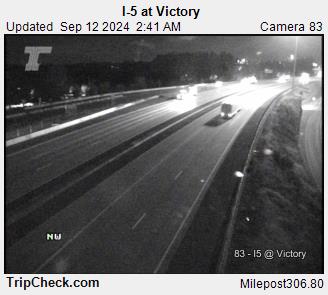 I-5 at Victory
Updated Sep 12 2024 2:41 AM Camera 83
T
NW
83 - I5 @ Victory
TripCheck.com Milepost306.80